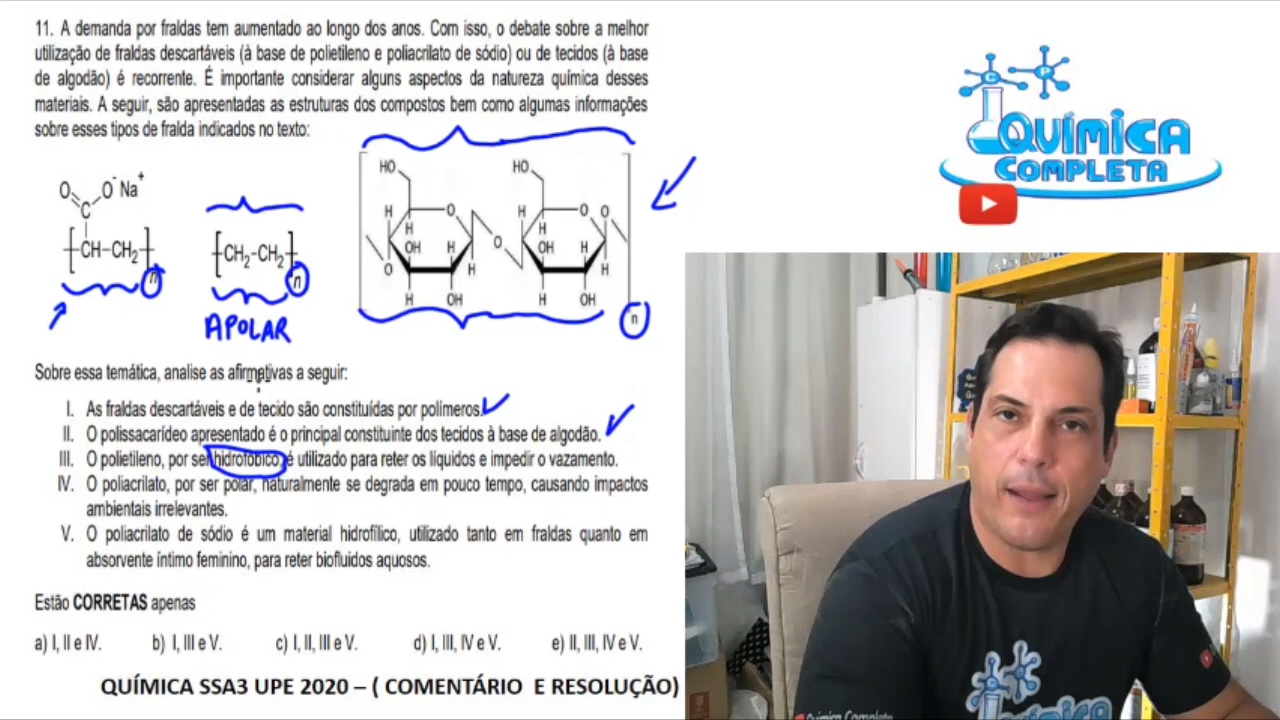 11. A demanda por fraldas tem aumentado ao longo dos anos. Com isso, o debate sobre a melhor
utilização de fraldas descartáveis (à base de polietileno e poliacrilato de sódio) ou de tecidos (à base
de algodão) é recorrente. É importante considerar alguns aspectos da natureza química desses
materiais. A seguir, são apresentadas as estruturas dos compostos bem como algumas informações
sobre esses tipos de fralda indicados no texto:
O O⁻ Na⁺
C
CH-CH₂ n
CH₂-CH₂ n
APOLAR
HO HO
H O H O O
H H
OH H O OH H
O H H
H OH H OH
n
Sobre essa temática, analise as afirmativas a seguir:
I. As fraldas descartáveis e de tecido são constituídas por polímeros.
II. O polissacarídeo apresentado é o principal constituinte dos tecidos à base de algodão.
III. O polietileno, por ser hidrofóbico, é utilizado para reter os líquidos e impedir o vazamento.
IV. O poliacrilato, por ser polar, naturalmente se degrada em pouco tempo, causando impactos
ambientais irrelevantes.
V. O poliacrilato de sódio é um material hidrofílico, utilizado tanto em fraldas quanto em
absorvente íntimo feminino, para reter biofluidos aquosos.
Estão CORRETAS apenas
a) I, II e IV. b) I, III e V. c) I, II, III e V. d) I, III, IV e V. e) II, III, IV e V.
QUÍMICA SSA3 UPE 2020 – ( COMENTÁRIO E RESOLUÇÃO)
C P
QUÍMICA
COMPLETA
Química Completa
QUÍMICA